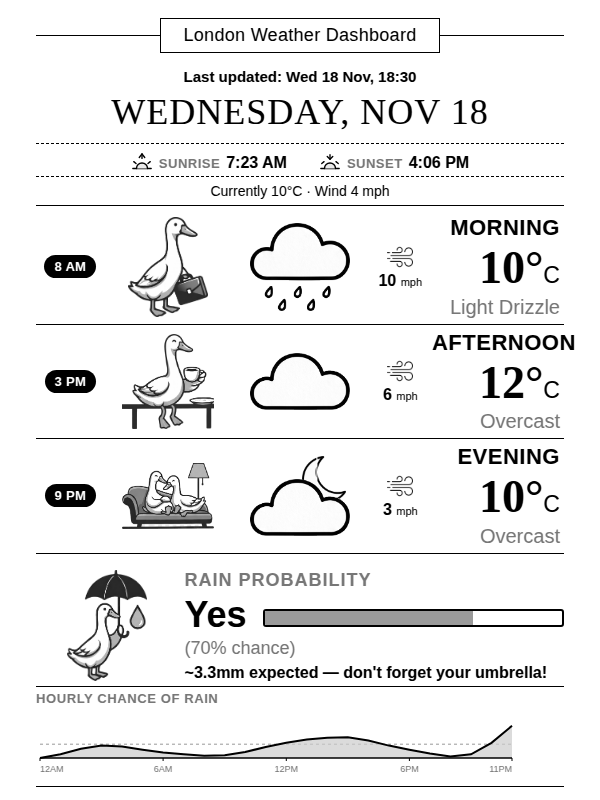 London Weather Dashboard
Last updated: Wed 18 Nov, 18:30
WEDNESDAY, NOV 18
SUNRISE 7:23 AM SUNSET 4:06 PM
Currently 10°C · Wind 4 mph
MORNING
8 AM
10°C
10 mph
Light Drizzle
AFTERNOON
3 PM
12°C
6 mph
Overcast
EVENING
9 PM
10°C
3 mph
Overcast
RAIN PROBABILITY
Yes
(70% chance)
~3.3mm expected — don't forget your umbrella!
HOURLY CHANCE OF RAIN
12AM 6AM 12PM 6PM 11PM